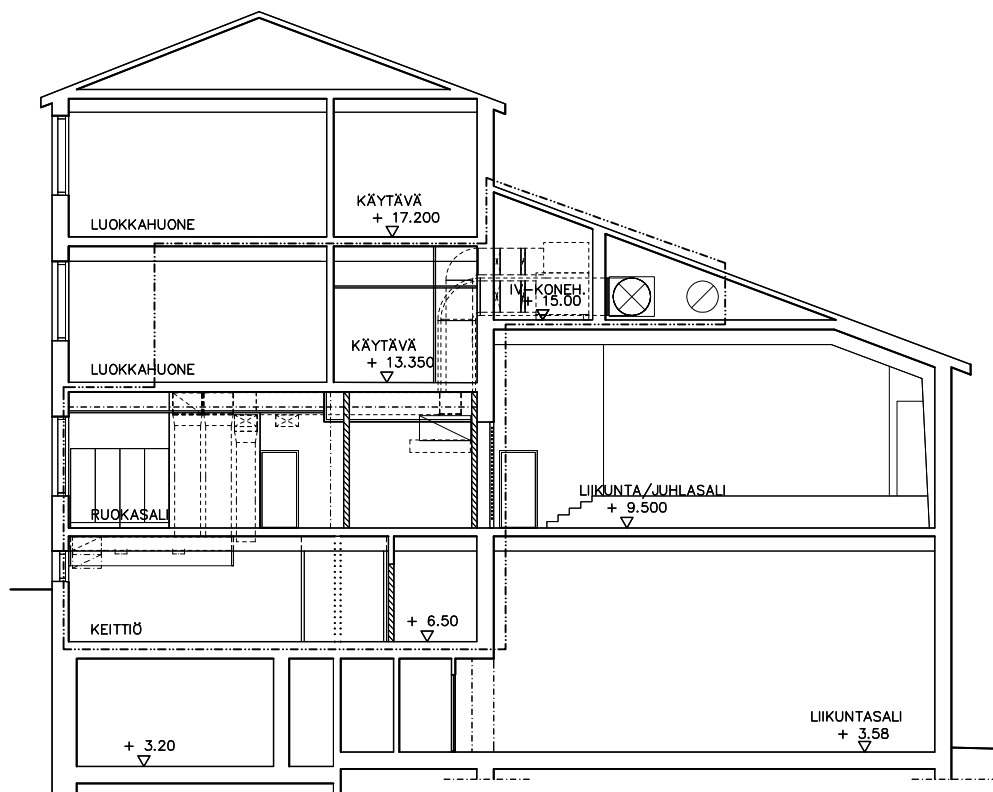 KÄYTÄVÄ
+ 17.200
LUOKKAHUONE
IV-KONEH.
+ 15.00
KÄYTÄVÄ
+ 13.350
LUOKKAHUONE
LIIKUNTA/JUHLASALI
+ 9.500
RUOKASALI
+ 6.50
KEITTIÖ
LIIKUNTASALI
+ 3.58
+ 3.20